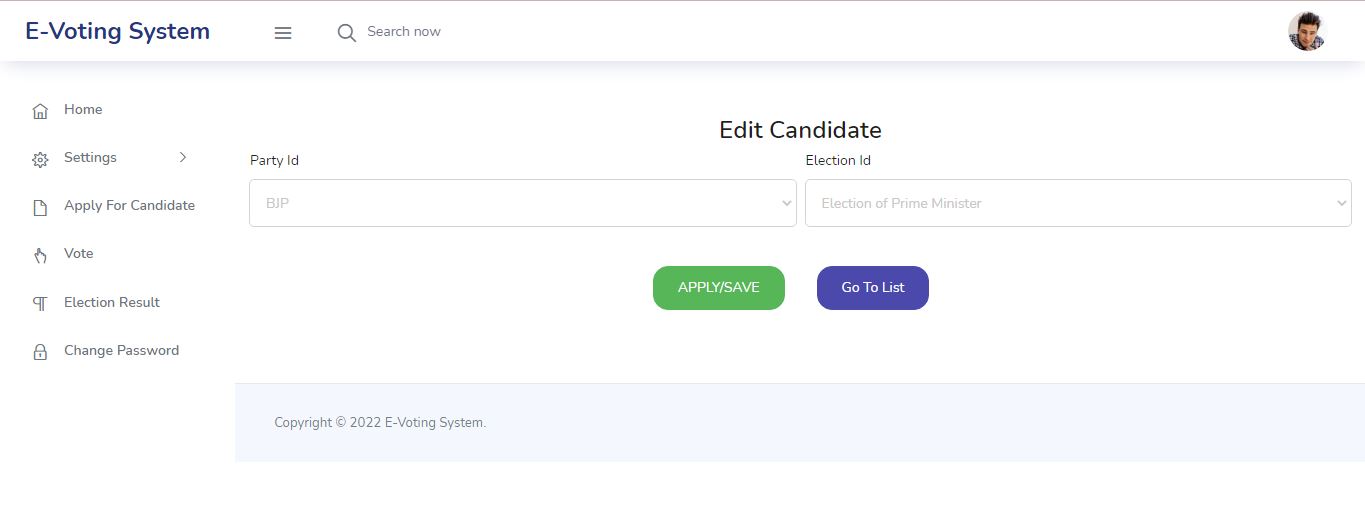 E-Voting System
Search now
Home
Settings
Apply For Candidate
Vote
Election Result
Change Password
Edit Candidate
Party Id
Election Id
BJP
Election of Prime Minister
APPLY/SAVE
Go To List
Copyright © 2022 E-Voting System.